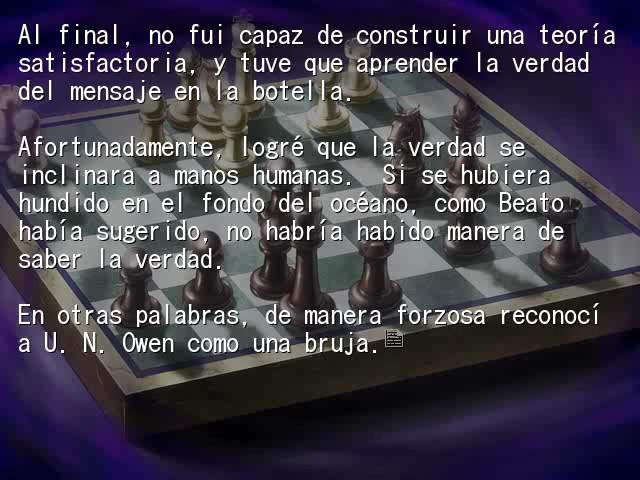 Al final, no fui capaz de construir una teoría
satisfactoria, y tuve que aprender la verdad
del mensaje en la botella.
Afortunadamente, logré que la verdad se
inclinara a manos humanas.  Si se hubiera
hundido en el fondo del océano, como Beato
había sugerido, no habría habido manera de
saber la verdad.
En otras palabras, de manera forzosa reconocí
a U. N. Owen como una bruja.